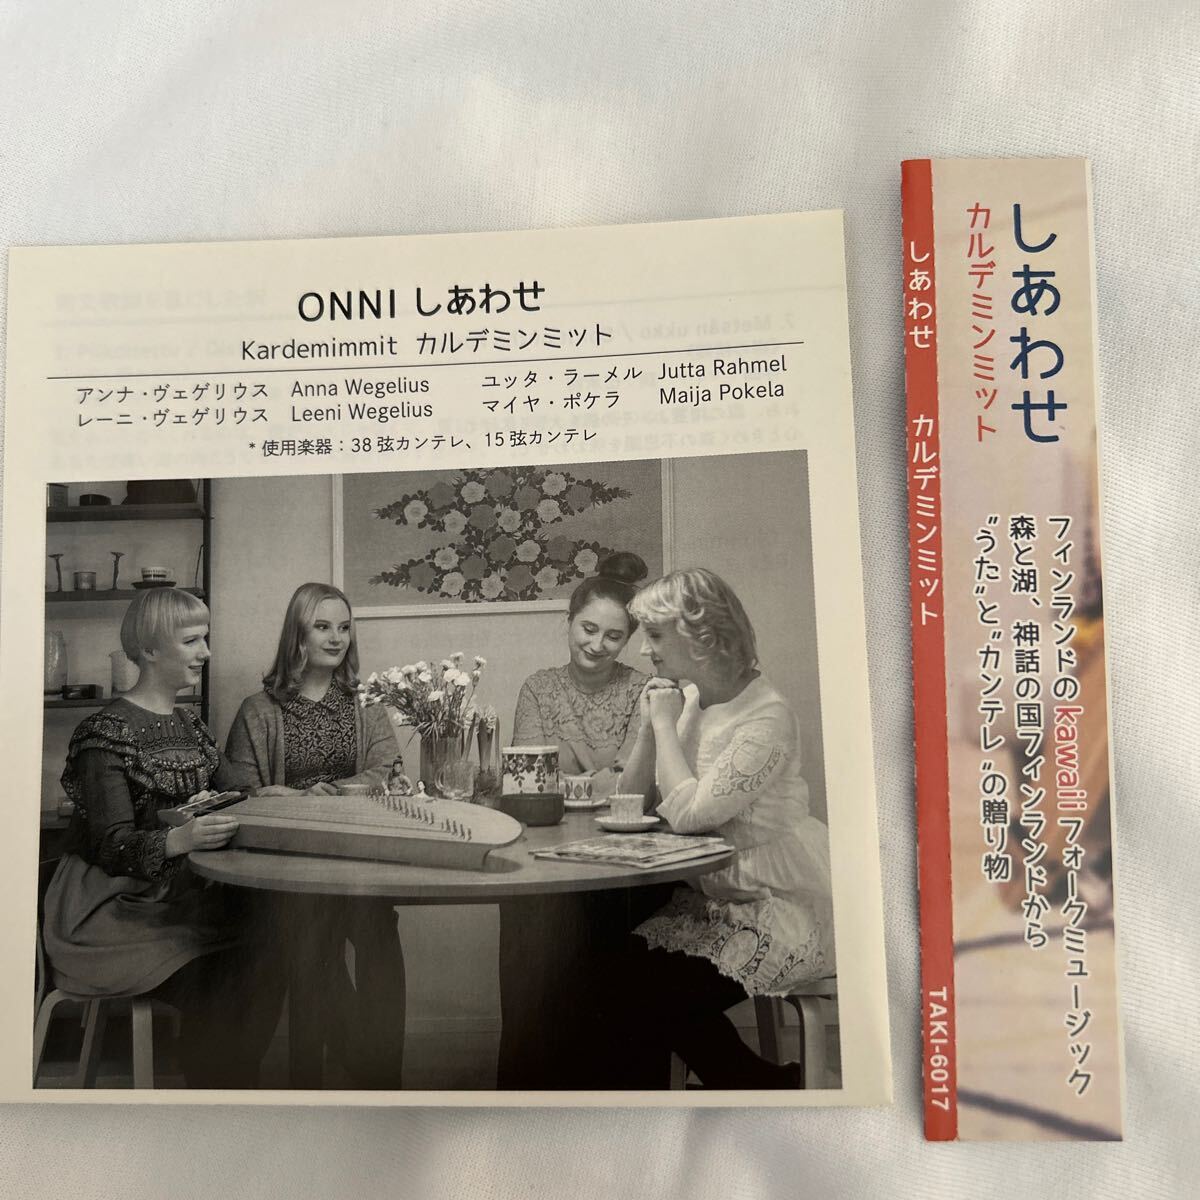 ONNI しあわせ
Kardemimmit カルデミンミット
アンナ・ヴェゲリウス Anna Wegelius
レーニ・ヴェゲリウス Leeni Wegelius
ユッタ・ラーメル Jutta Rahmel
マイヤ・ポケラ Maija Pokela
* 使用楽器：38弦カンテレ、15弦カンテレ
しあわせ カルデミンミット TAKI-6017
しあわせ
カルデミンミット
フィンランドのkawaiiフォークミュージック
森と湖、神話の国フィンランドから
“うた”と“カンテレ”の贈り物